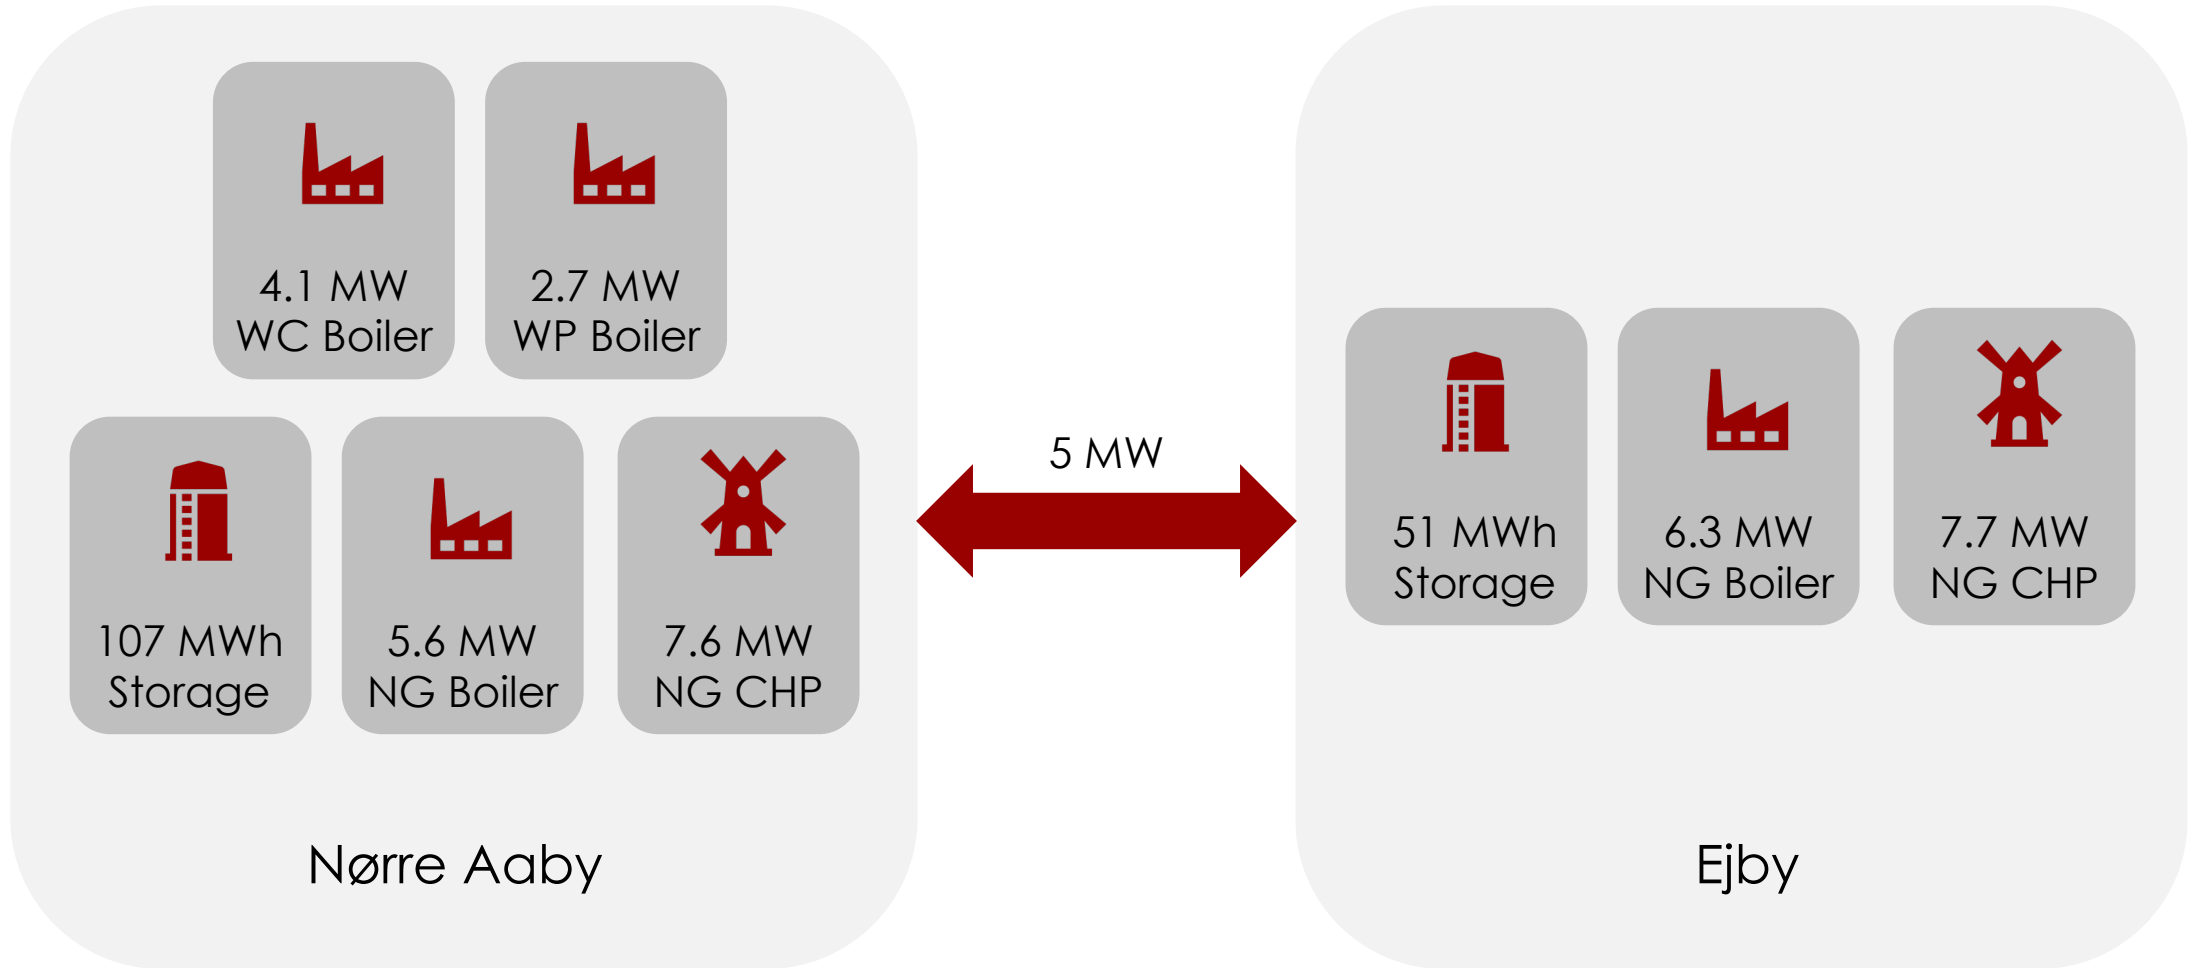 4.1 MW
WC Boiler
2.7 MW
WP Boiler
107 MWh
Storage
5.6 MW
NG Boiler
7.6 MW
NG CHP
Nørre Aaby
5 MW
51 MWh
Storage
6.3 MW
NG Boiler
7.7 MW
NG CHP
Ejby